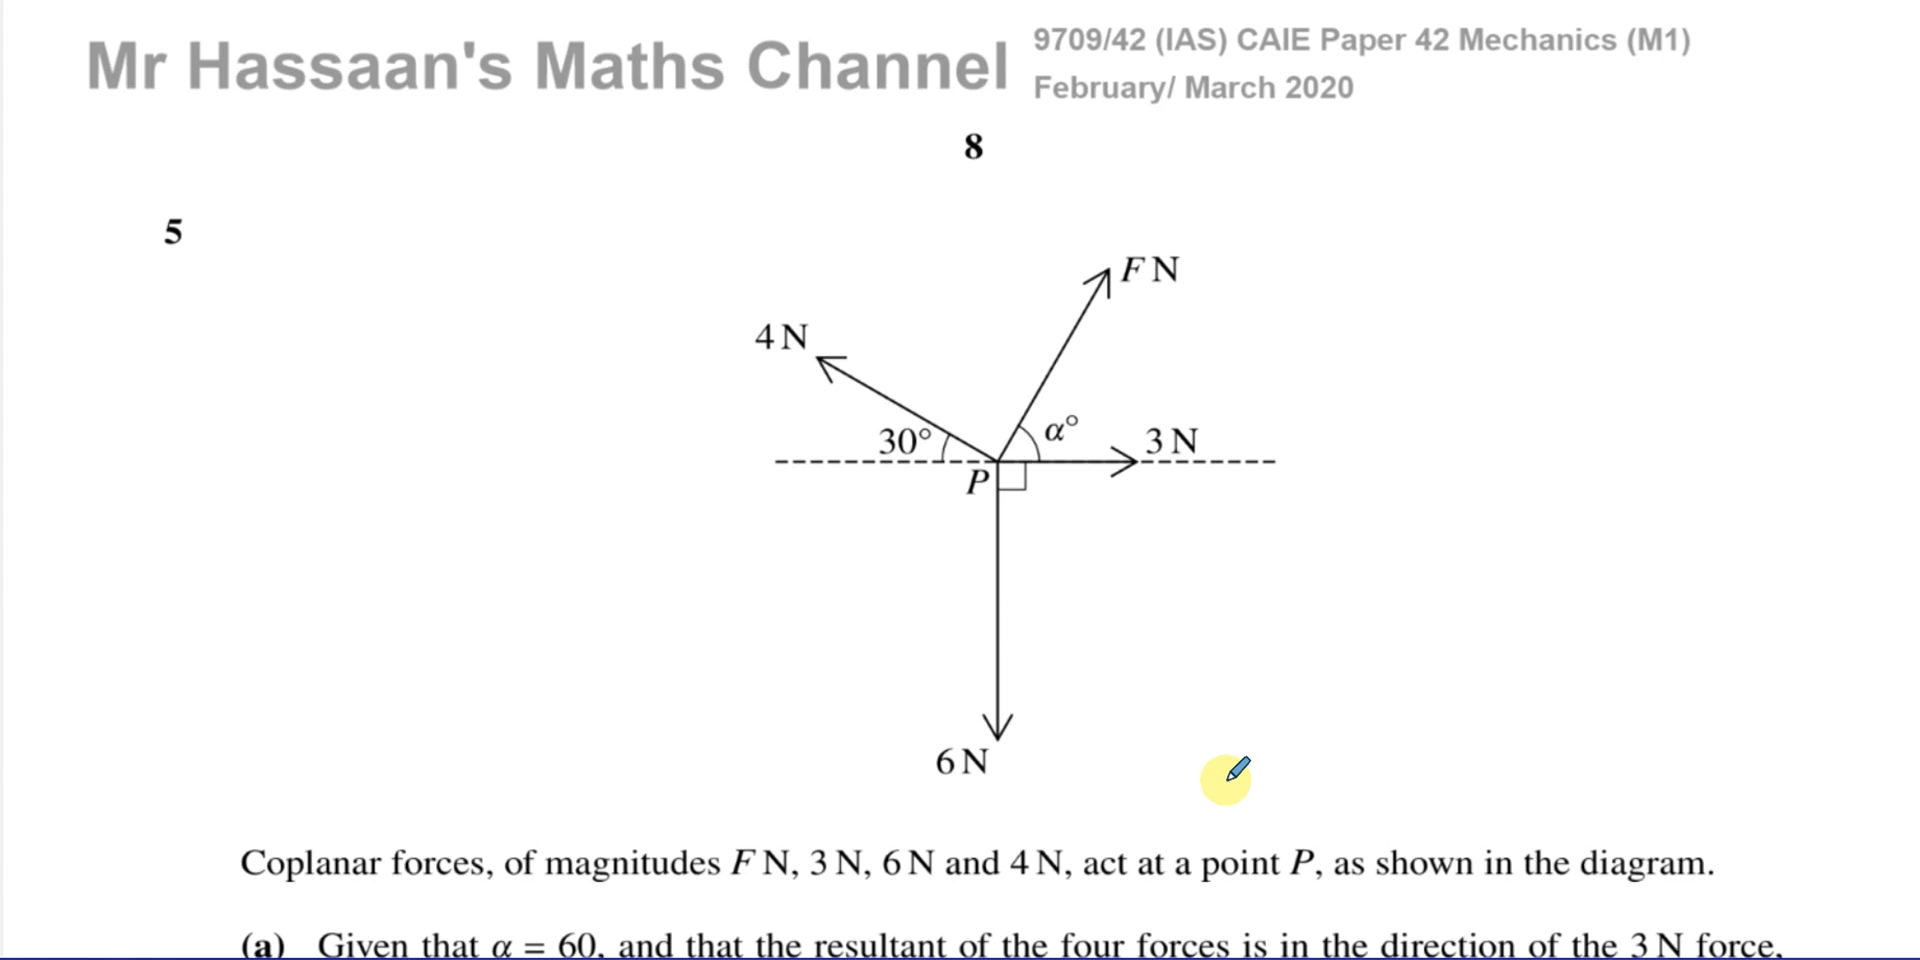 Mr Hassaan's Maths Channel
9709/42 (IAS) CAIE Paper 42 Mechanics (M1)
February/ March 2020
8
5
F N
4 N
30°
α°
3 N
P
6 N
Coplanar forces, of magnitudes F N, 3 N, 6 N and 4 N, act at a point P, as shown in the diagram.
(a) Given that α = 60, and that the resultant of the four forces is in the direction of the 3 N force,